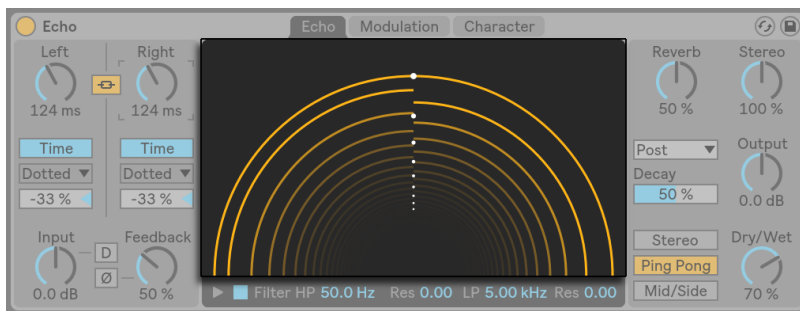 Echo
Echo Modulation Character
Left Right Reverb Stereo
124 ms 124 ms 50 % 100 %
Time Time Post Output
Dotted Dotted Decay
-33 % -33 % 50 % 0.0 dB
Input D Feedback Stereo Dry/Wet
Ø Ping Pong
0.0 dB 50 % Mid/Side 70 %
Filter HP 50.0 Hz Res 0.00 LP 5.00 kHz Res 0.00